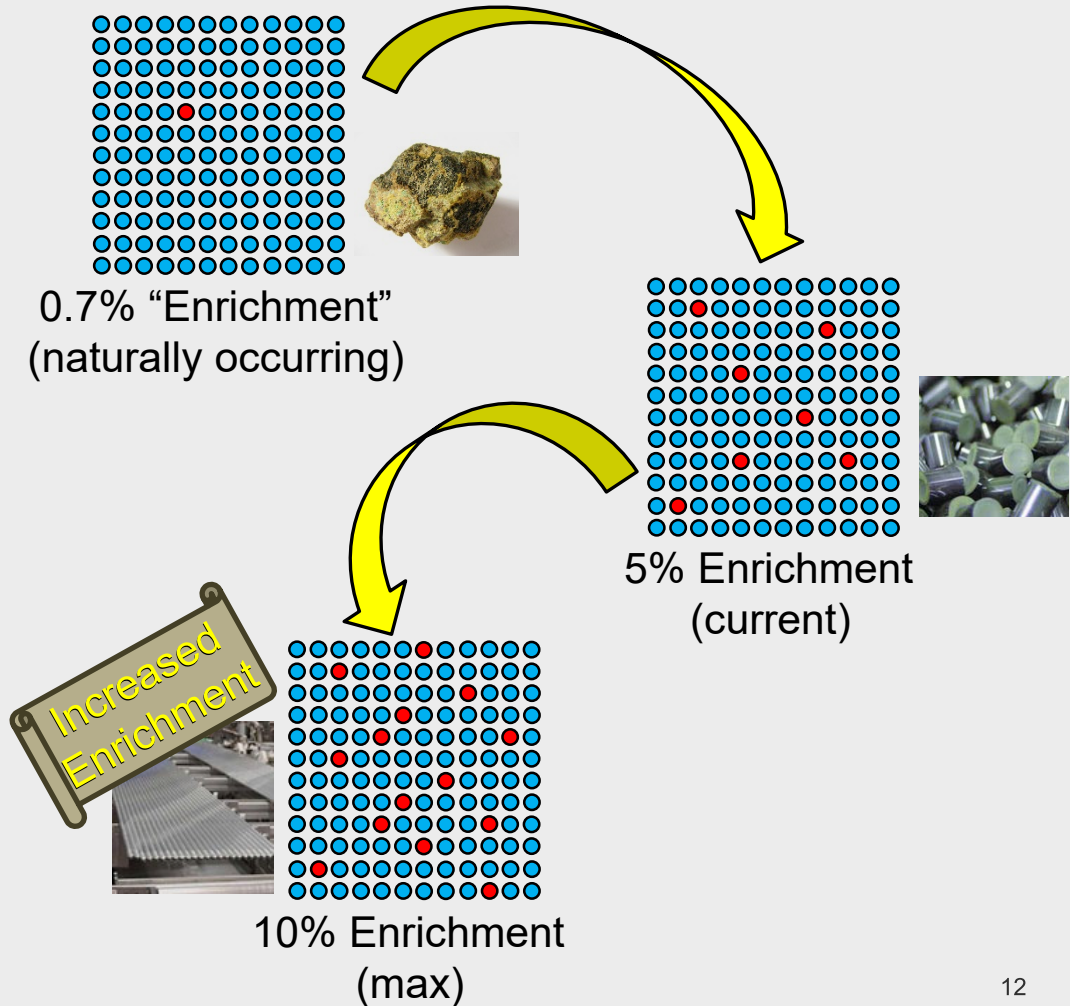 0.7% “Enrichment”
(naturally occurring)
5% Enrichment
(current)
Increased
Enrichment
10% Enrichment
(max)
12